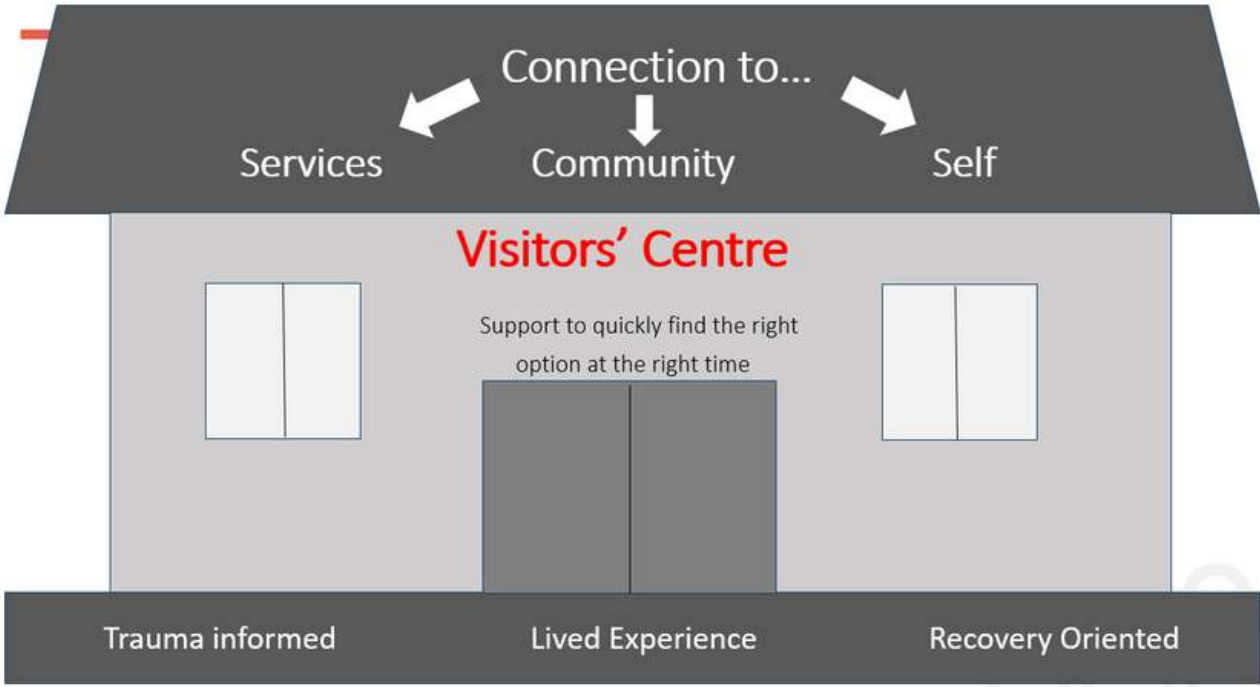 Connection to...
Services Community Self
Visitors’ Centre
Support to quickly find the right
option at the right time
Trauma informed Lived Experience Recovery Oriented